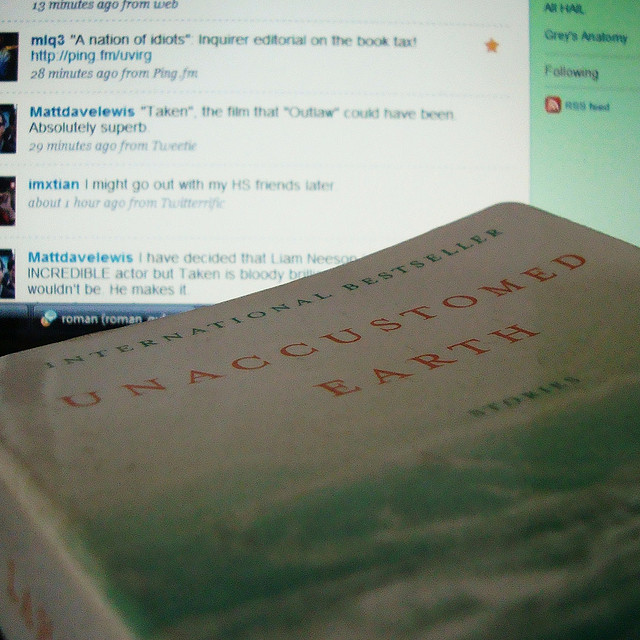 13 minutes ago from web
mlq3 "A nation of idiots": Inquirer editorial on the book tax!
http://ping.fm/uvirg
28 minutes ago from Ping.fm
Mattdavelewis "Taken", the film that "Outlaw" could have been.
Absolutely superb.
29 minutes ago from Tweetie
imxtian I might go out with my HS friends later
about 1 hour ago from Twitterrific
Mattdavelewis I have decided that Liam Neeson
INCREDIBLE actor but Taken is bloody
wouldn't be. He makes it.
roman (roman
All HAIL
Grey's Anatomy
Following
RSS feed
INTERNATIONAL BESTSELLER
UNACCUSTOMED
EARTH
STORIES